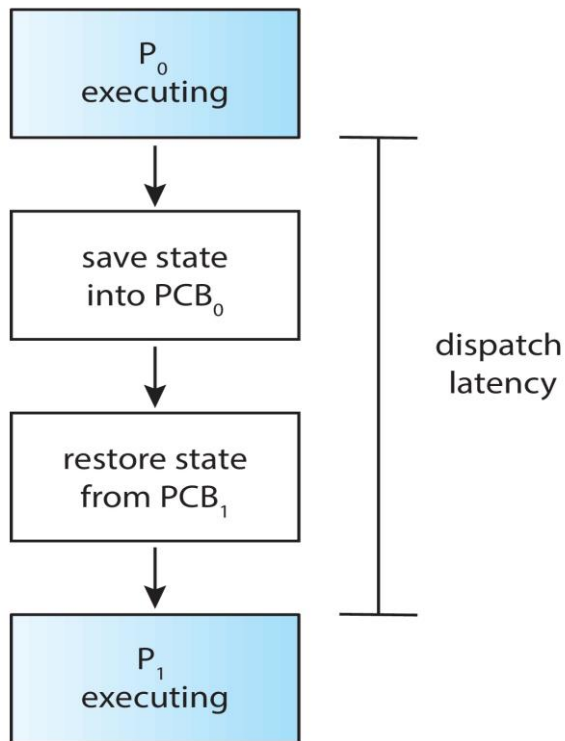 P₀
executing
save state
into PCB₀
dispatch
latency
restore state
from PCB₁
P₁
executing